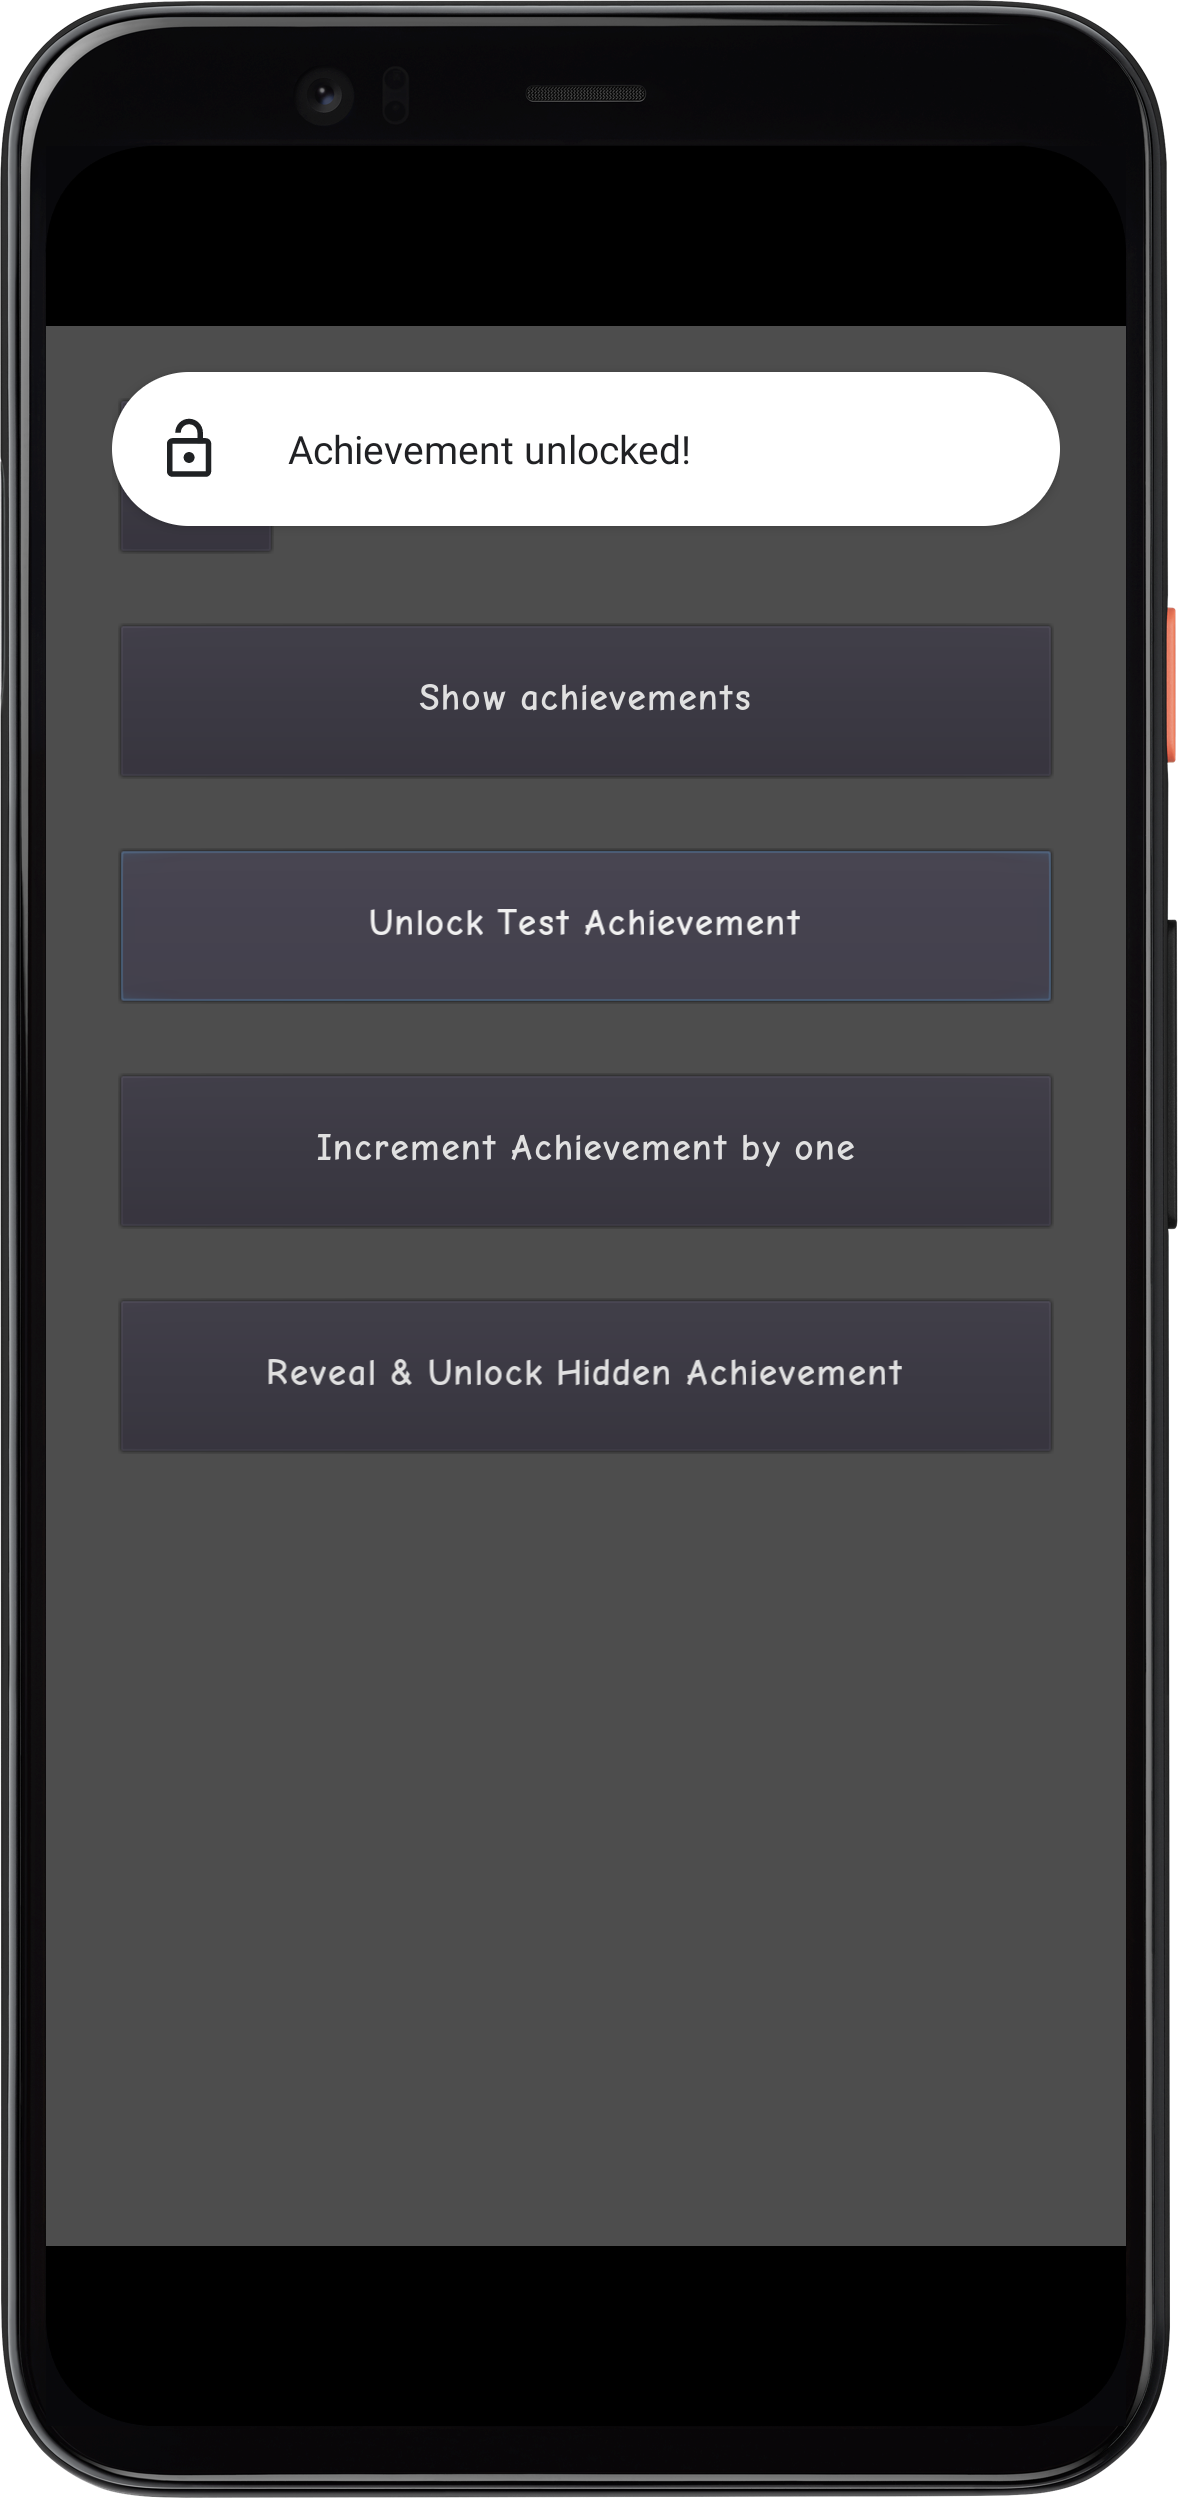 Achievement unlocked!
Show achievements
Unlock Test Achievement
Increment Achievement by one
Reveal & Unlock Hidden Achievement